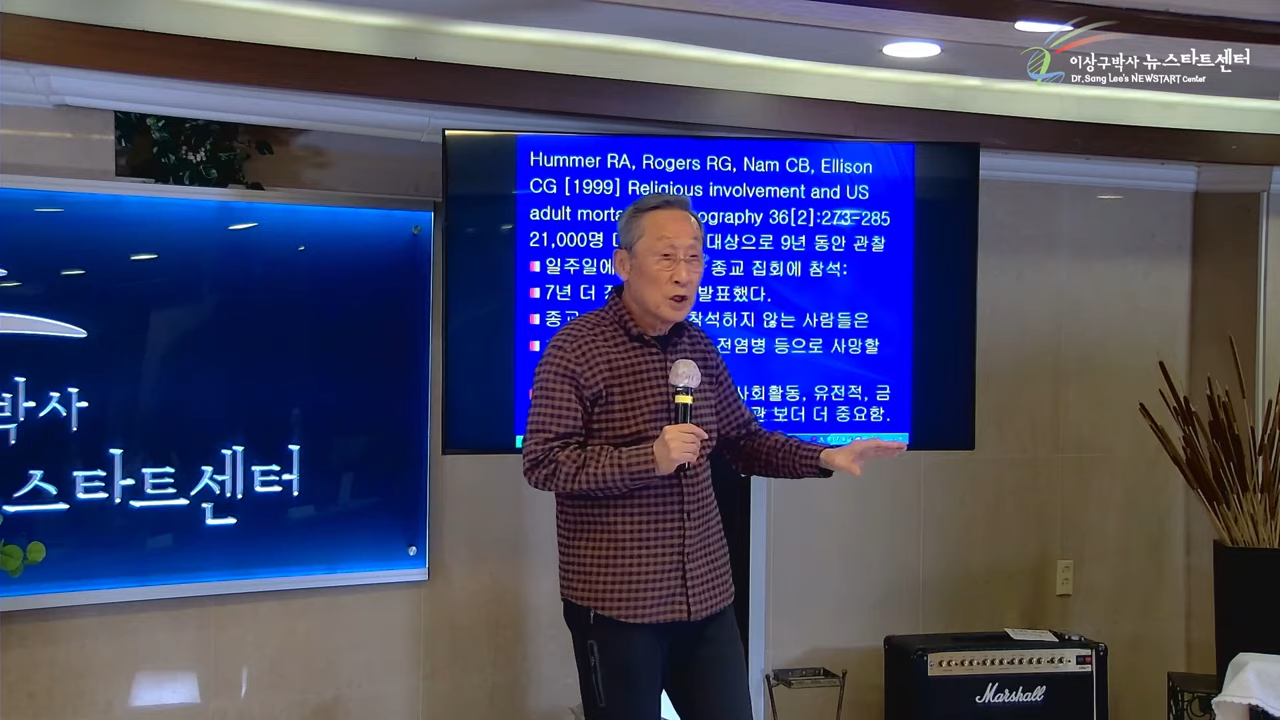 이상구박사 뉴스타트센터
Dr. Sang Lee's NEWSTART Center
Hummer RA, Rogers RG, Nam CB, Ellison
CG [1999] Religious involvement and US
adult ography 36[2]:273-285
21,000명 대상으로 9년 동안 관찰
일주일에 종교 집회에 참석:
7년 더 발표했다.
참석하지 않는 사람들은
전염병 등으로 사망할
사회활동, 유전적, 금
보더 더 중요함.
박사
스타트센터
Marshall